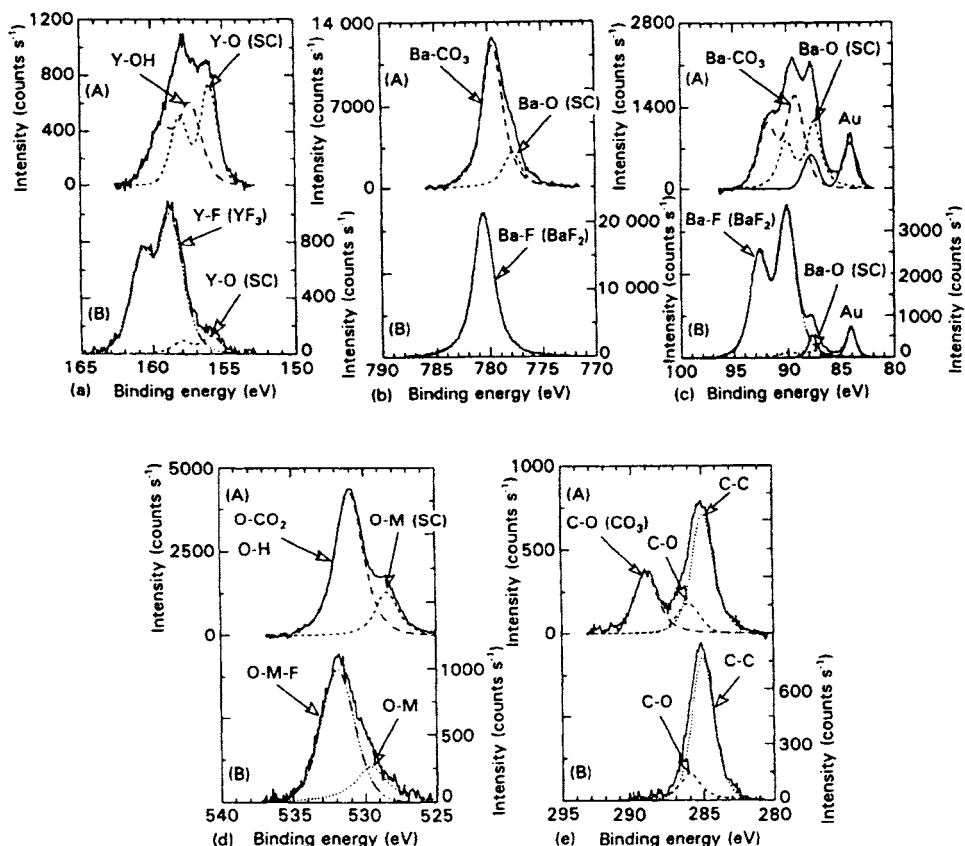 1200
800
400
0
Y-OH
Y-O (SC)
(A)
Intensity (counts s⁻¹)
Y-F (YF₃)
Y-O (SC)
(B)
800
400
0
Intensity (counts s⁻¹)
165 160 155 150
(a) Binding energy (eV)
14 000
7000
0
Ba-CO₃
(A)
Ba-O (SC)
Intensity (counts s⁻¹)
Ba-F (BaF₂)
(B)
20 000
10 000
0
Intensity (counts s⁻¹)
790 785 780 775 770
(b) Binding energy (eV)
2800
1400
0
(A)
Ba-O (SC)
Ba-CO₃
Au
Intensity (counts s⁻¹)
Ba-F (BaF₂)
Ba-O (SC)
Au
(B)
3000
2000
1000
0
Intensity (counts s⁻¹)
100 95 90 85 80
(c) Binding energy (eV)
5000
2500
0
(A)
O-CO₂
O-H
O-M (SC)
Intensity (counts s⁻¹)
O-M-F
O-M
(B)
1000
500
0
Intensity (counts s⁻¹)
540 535 530 525
(d) Binding energy (eV)
1000
500
0
(A)
C-C
C-O (CO₃)
C-O
Intensity (counts s⁻¹)
C-C
C-O
(B)
600
300
0
Intensity (counts s⁻¹)
295 290 285 280
(e) Binding energy (eV)